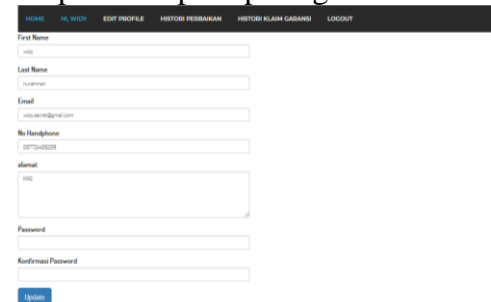 HOME HI, WIDY EDIT PROFILE HISTORI PERBAIKAN HISTORI KLAIM GARANSI LOGOUT
First Name
widy
Last Name
nurahman
Email
No Handphone
alamat
Password
Konfirmasi Password
Update